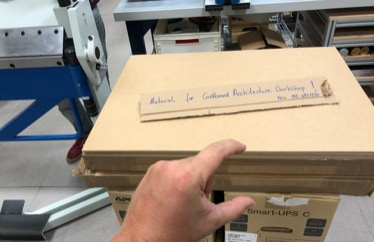 Material for Cardboard Architecture Workshop!
Smart-UPS C